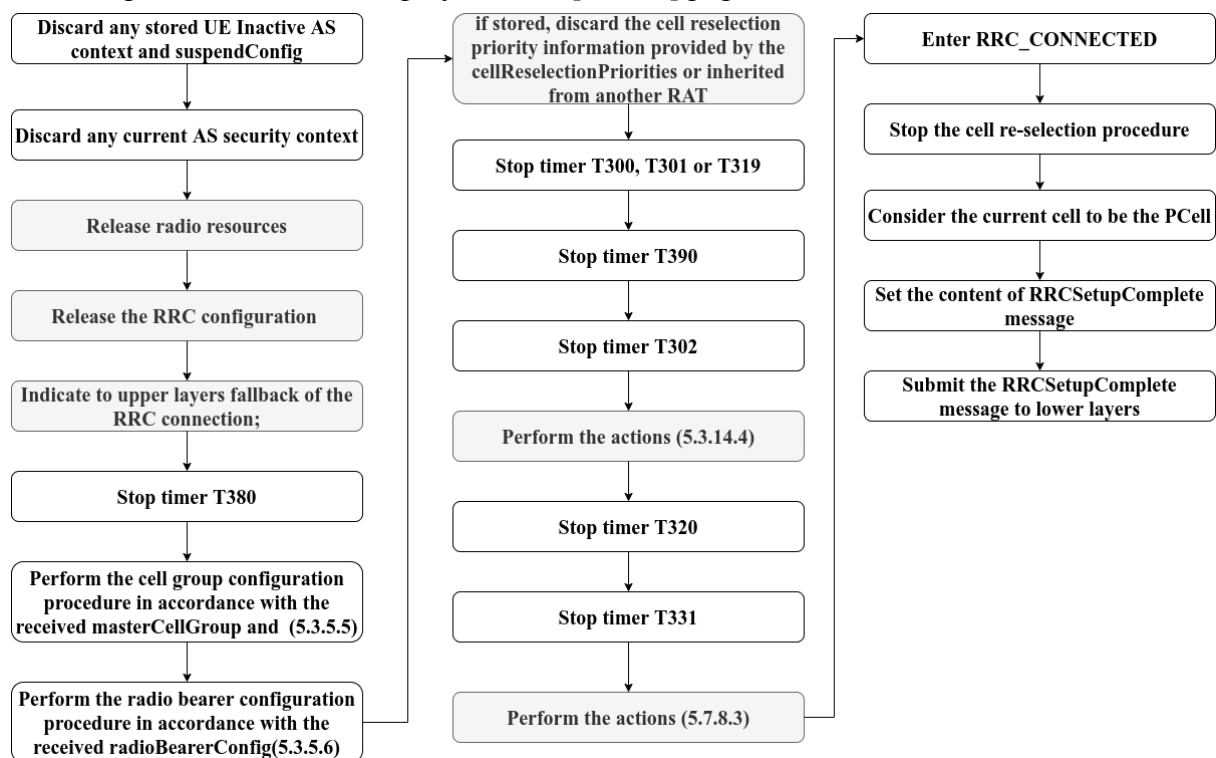 Discard any stored UE Inactive AS
context and suspendConfig
Discard any current AS security context
Release radio resources
Release the RRC configuration
Indicate to upper layers fallback of the
RRC connection;
Stop timer T380
Perform the cell group configuration
procedure in accordance with the
received masterCellGroup and (5.3.5.5)
Perform the radio bearer configuration
procedure in accordance with the
received radioBearerConfig(5.3.5.6)
if stored, discard the cell reselection
priority information provided by the
cellReselectionPriorities or inherited
from another RAT
Stop timer T300, T301 or T319
Stop timer T390
Stop timer T302
Perform the actions (5.3.14.4)
Stop timer T320
Stop timer T331
Perform the actions (5.7.8.3)
Enter RRC_CONNECTED
Stop the cell re-selection procedure
Consider the current cell to be the PCell
Set the content of RRCSetupComplete
message
Submit the RRCSetupComplete
message to lower layers